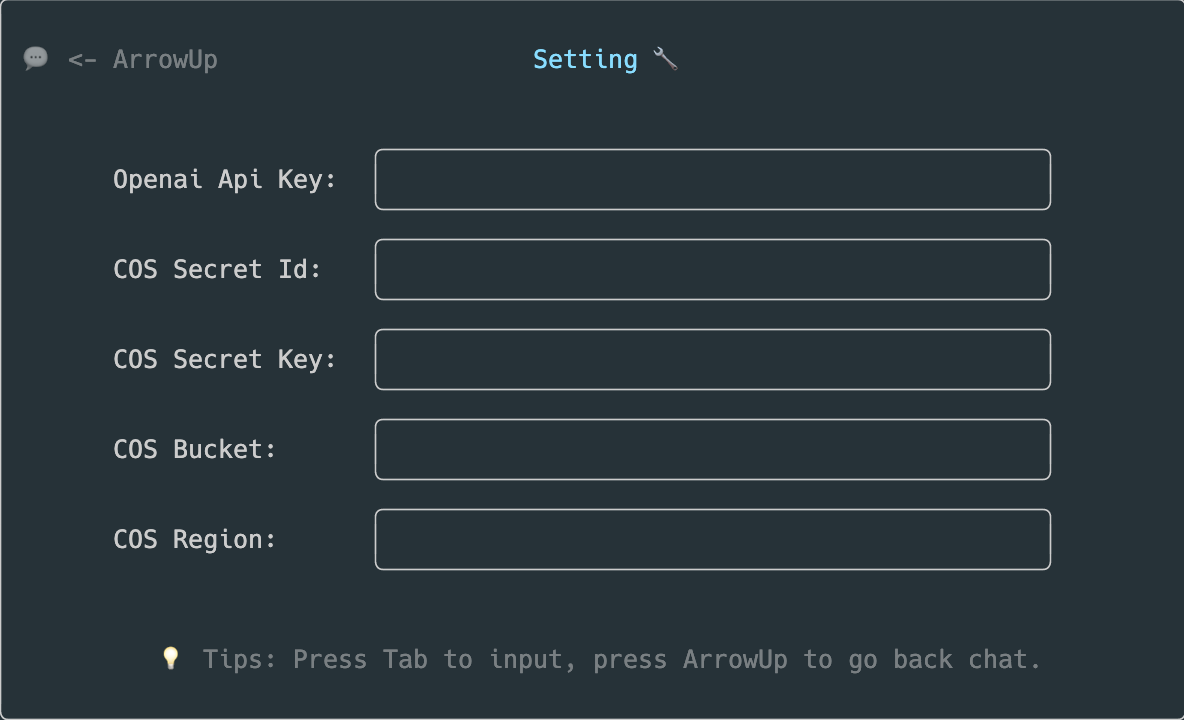 💬 <- ArrowUp Setting 🔧
Openai Api Key:
COS Secret Id:
COS Secret Key:
COS Bucket:
COS Region:
💡 Tips: Press Tab to input, press ArrowUp to go back chat.